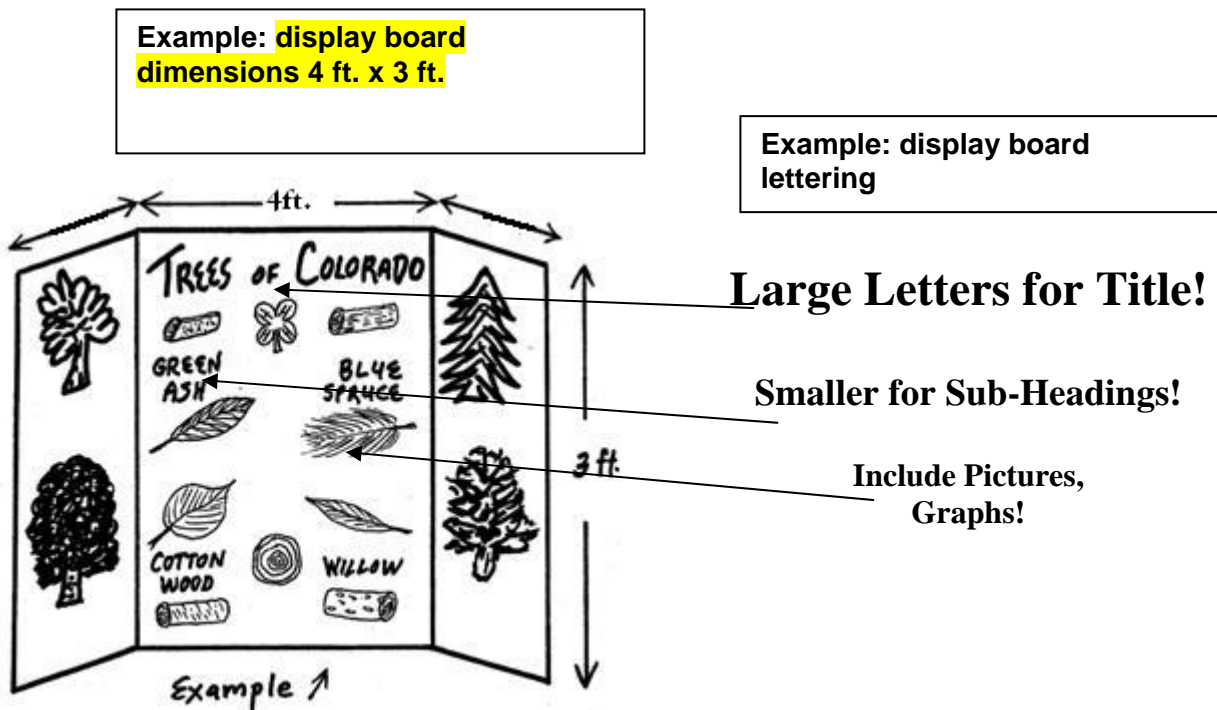 Example: display board
dimensions 4 ft. x 3 ft.
Example: display board
lettering
4ft.
TREES OF COLORADO
Large Letters for Title!
GREEN
ASH
BLUE
SPRUCE
Smaller for Sub-Headings!
3 ft.
Include Pictures,
Graphs!
COTTON
WOOD
WILLOW
Example